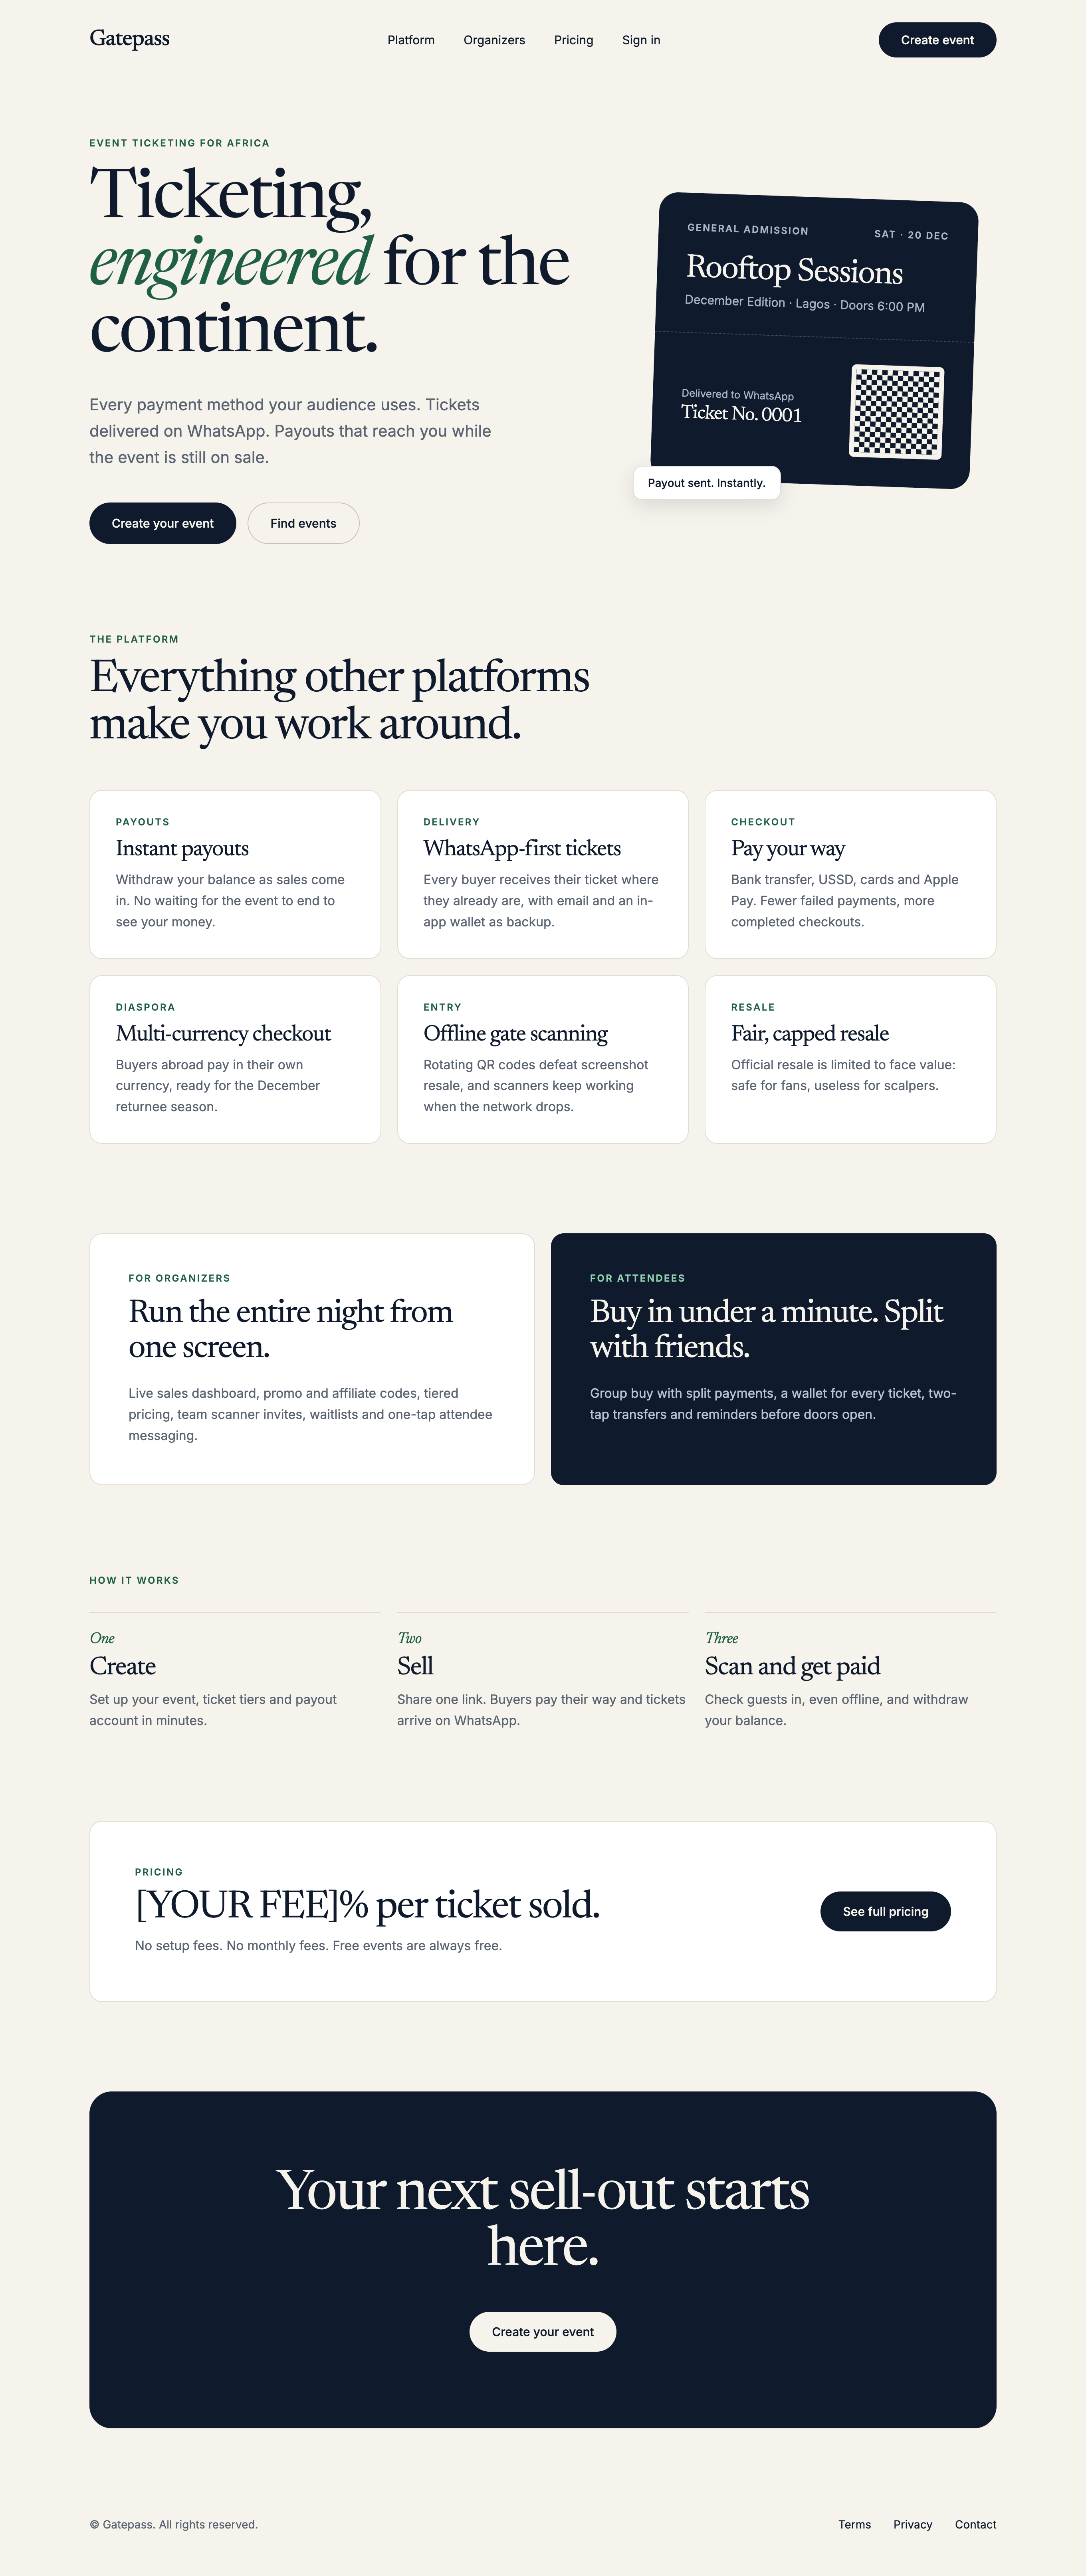 Gatepass
Platform
Organizers
Pricing
Sign in
Create event
EVENT TICKETING FOR AFRICA
Ticketing,
engineered for the
continent.
Every payment method your audience uses. Tickets
delivered on WhatsApp. Payouts that reach you while
the event is still on sale.
Create your event
Find events
GENERAL ADMISSION
SAT · 20 DEC
Rooftop Sessions
December Edition · Lagos · Doors 6:00 PM
Delivered to WhatsApp
Ticket No. 0001
Payout sent. Instantly.
THE PLATFORM
Everything other platforms
make you work around.
PAYOUTS
Instant payouts
Withdraw your balance as sales come
in. No waiting for the event to end to
see your money.
DELIVERY
WhatsApp-first tickets
Every buyer receives their ticket where
they already are, with email and an in-
app wallet as backup.
CHECKOUT
Pay your way
Bank transfer, USSD, cards and Apple
Pay. Fewer failed payments, more
completed checkouts.
DIASPORA
Multi-currency checkout
Buyers abroad pay in their own
currency, ready for the December
returnee season.
ENTRY
Offline gate scanning
Rotating QR codes defeat screenshot
resale, and scanners keep working
when the network drops.
RESALE
Fair, capped resale
Official resale is limited to face value:
safe for fans, useless for scalpers.
FOR ORGANIZERS
Run the entire night from
one screen.
Live sales dashboard, promo and affiliate codes, tiered
pricing, team scanner invites, waitlists and one-tap attendee
messaging.
FOR ATTENDEES
Buy in under a minute. Split
with friends.
Group buy with split payments, a wallet for every ticket, two-
tap transfers and reminders before doors open.
HOW IT WORKS
One
Create
Set up your event, ticket tiers and payout
account in minutes.
Two
Sell
Share one link. Buyers pay their way and tickets
arrive on WhatsApp.
Three
Scan and get paid
Check guests in, even offline, and withdraw
your balance.
PRICING
[YOUR FEE]% per ticket sold.
No setup fees. No monthly fees. Free events are always free.
See full pricing
Your next sell-out starts
here.
Create your event
© Gatepass. All rights reserved.
Terms
Privacy
Contact